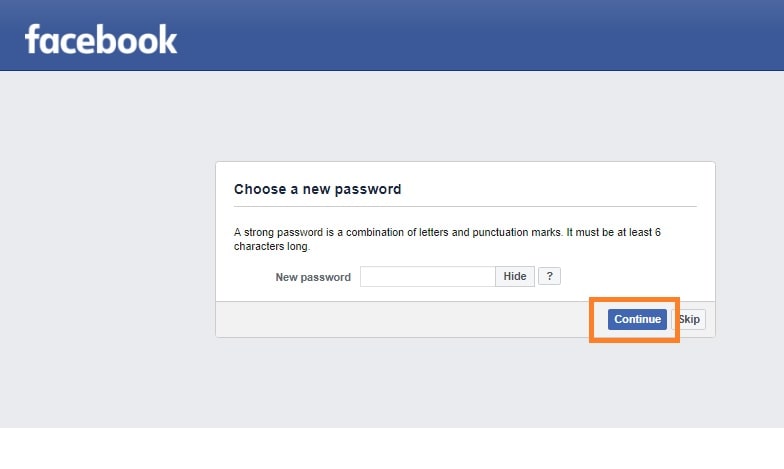 facebook
Choose a new password
A strong password is a combination of letters and punctuation marks. It must be at least 6
characters long.
New password Hide ?
Continue Skip